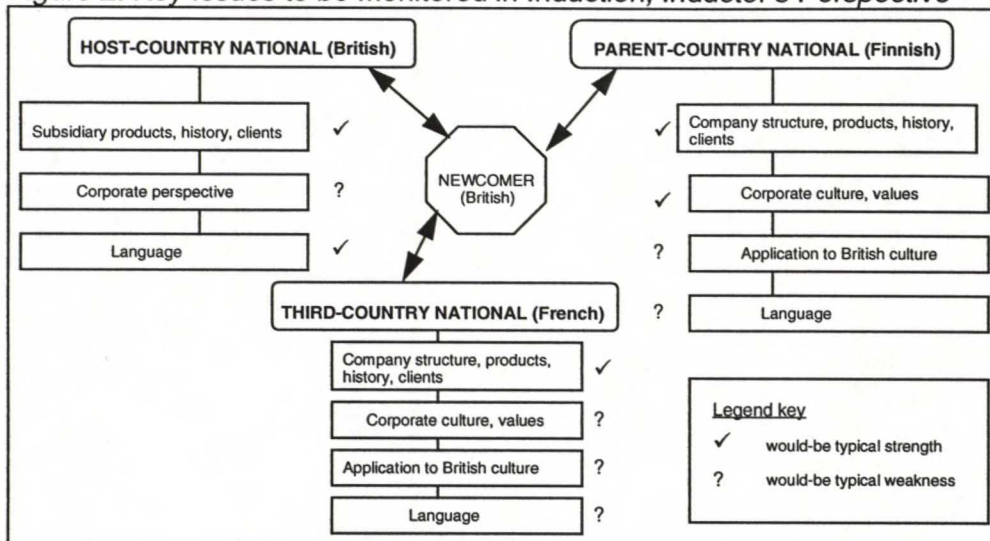 HOST-COUNTRY NATIONAL (British)
Subsidiary products, history, clients ✓
Corporate perspective ?
Language ✓
PARENT-COUNTRY NATIONAL (Finnish)
✓ Company structure, products, history,
clients
✓ Corporate culture, values
? Application to British culture
? Language
NEWCOMER
(British)
THIRD-COUNTRY NATIONAL (French)
Company structure, products,
history, clients ✓
Corporate culture, values ?
Application to British culture ?
Language ?
Legend key
✓ would-be typical strength
? would-be typical weakness